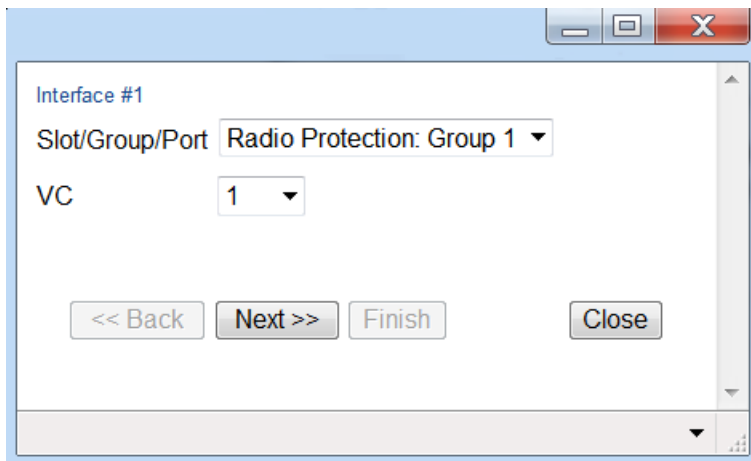 Interface #1
Slot/Group/Port Radio Protection: Group 1
VC 1
<< Back Next >> Finish Close